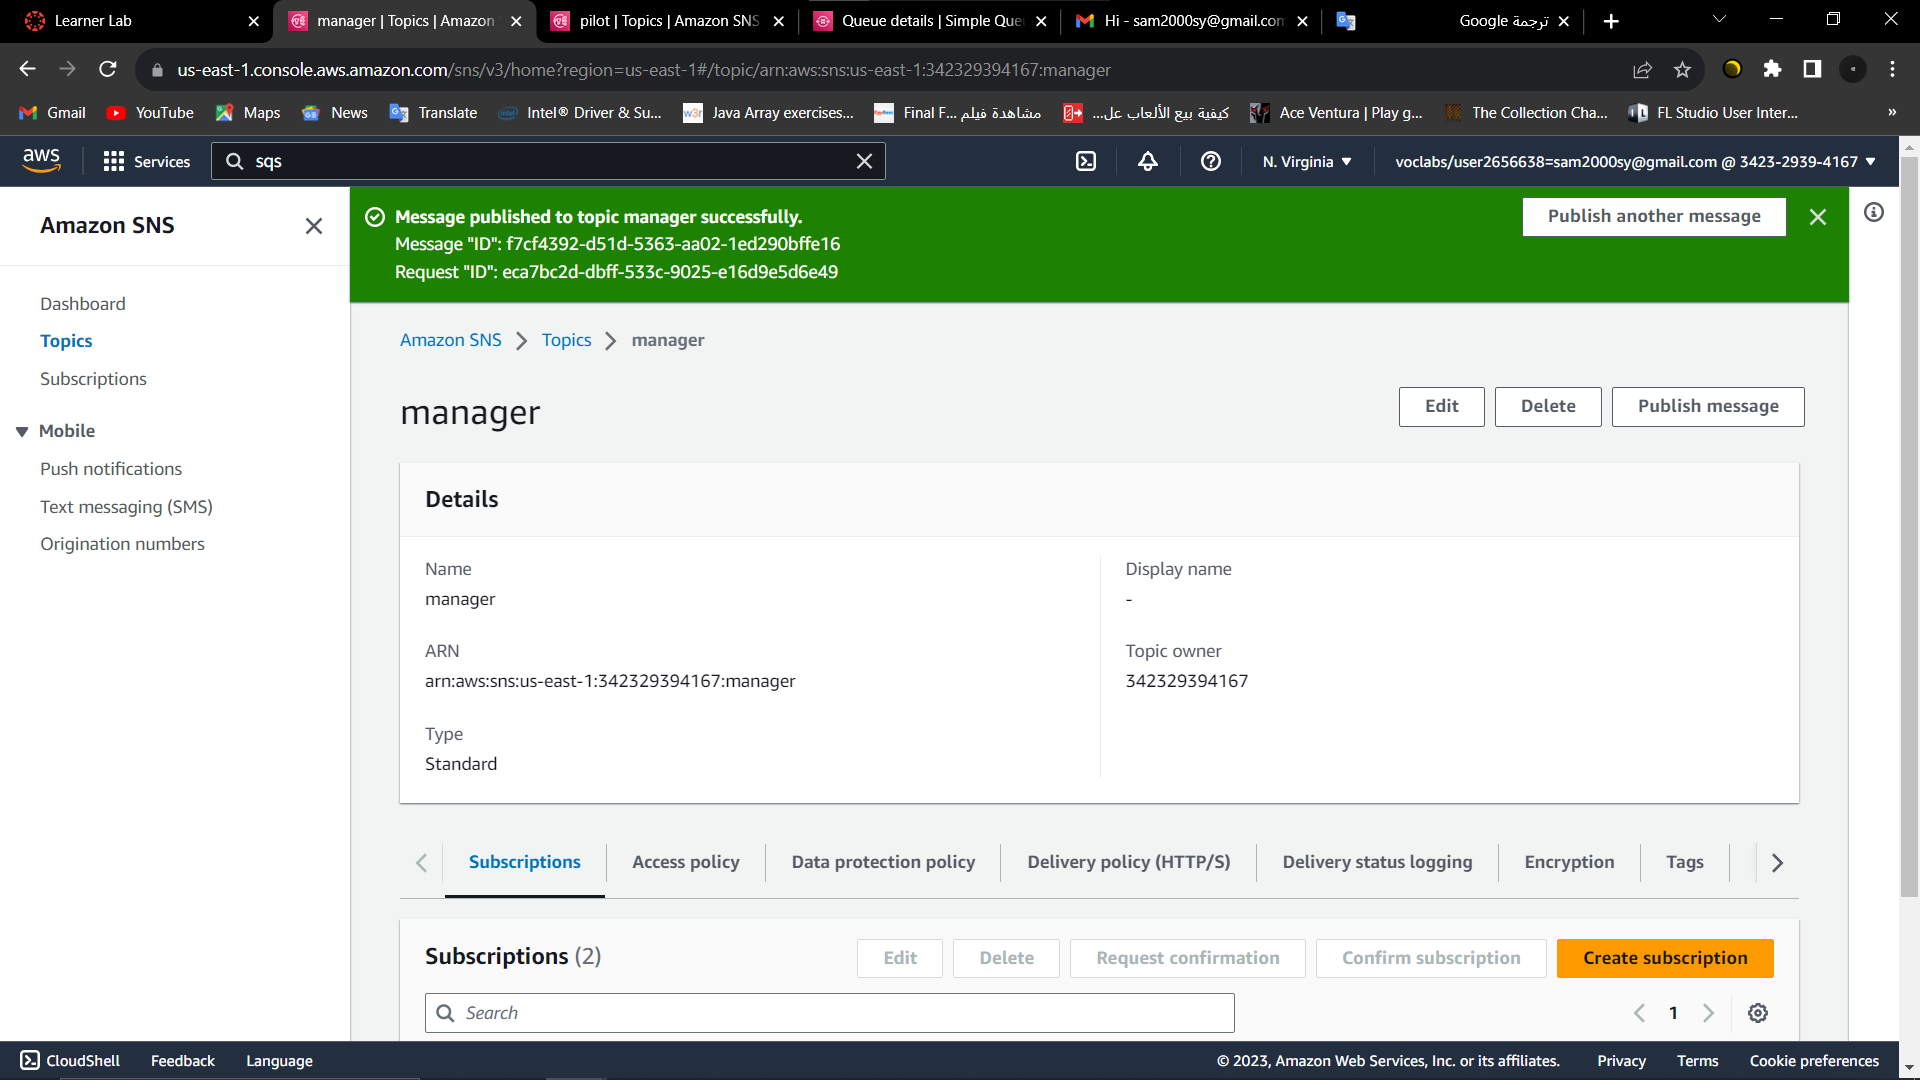 Learner Lab
manager | Topics | Amazon
pilot | Topics | Amazon SNS
Queue details | Simple Que
Hi - sam2000sy@gmail.com
ترجمة Google
us-east-1.console.aws.amazon.com/sns/v3/home?region=us-east-1#/topic/arn:aws:sns:us-east-1:342329394167:manager
Gmail
YouTube
Maps
News
Translate
Intel® Driver & Su...
Java Array exercises...
مشاهدة فيلم ...Final F
كيفية بيع الألعاب عل...
Ace Ventura | Play g...
The Collection Cha...
FL Studio User Inter...
»
aws
Services
sqs
N. Virginia
voclabs/user2656638=sam2000sy@gmail.com @ 3423-2939-4167
Amazon SNS
Dashboard
Topics
Subscriptions
Mobile
Push notifications
Text messaging (SMS)
Origination numbers
Message published to topic manager successfully.
Message "ID": f7cf4392-d51d-5363-aa02-1ed290bffe16
Request "ID": eca7bc2d-dbff-533c-9025-e16d9e5d6e49
Publish another message
Amazon SNS > Topics > manager
manager
Edit
Delete
Publish message
Details
Name
manager
ARN
arn:aws:sns:us-east-1:342329394167:manager
Type
Standard
Display name
-
Topic owner
342329394167
Subscriptions
Access policy
Data protection policy
Delivery policy (HTTP/S)
Delivery status logging
Encryption
Tags
Subscriptions (2)
Edit
Delete
Request confirmation
Confirm subscription
Create subscription
Search
1
CloudShell
Feedback
Language
© 2023, Amazon Web Services, Inc. or its affiliates.
Privacy
Terms
Cookie preferences